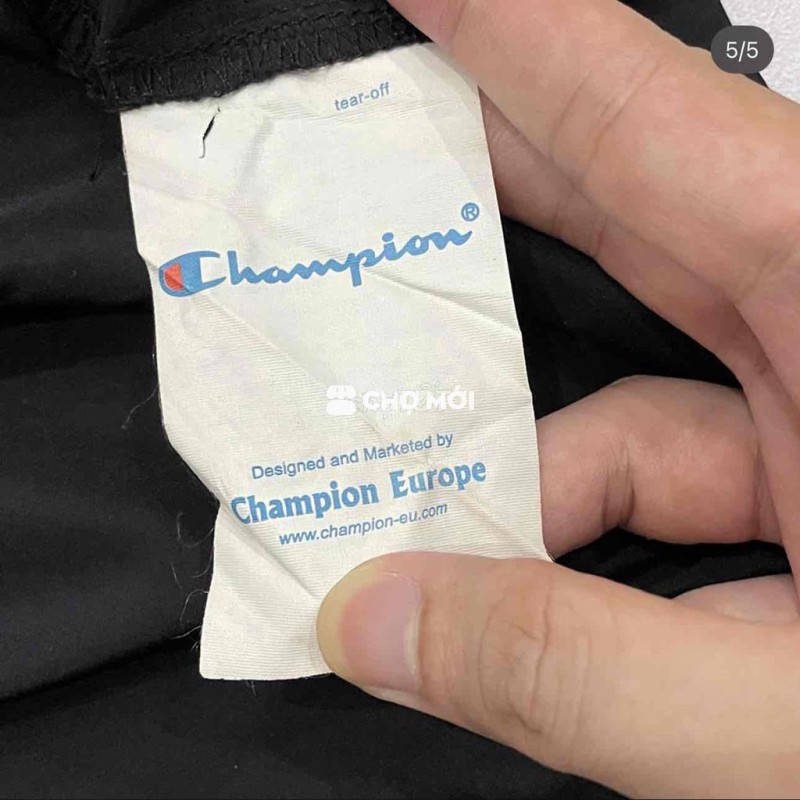 5/5
tear-off
Champion®
CHỢ MỚI
Designed and Marketed by
Champion Europe
www.champion-eu.com